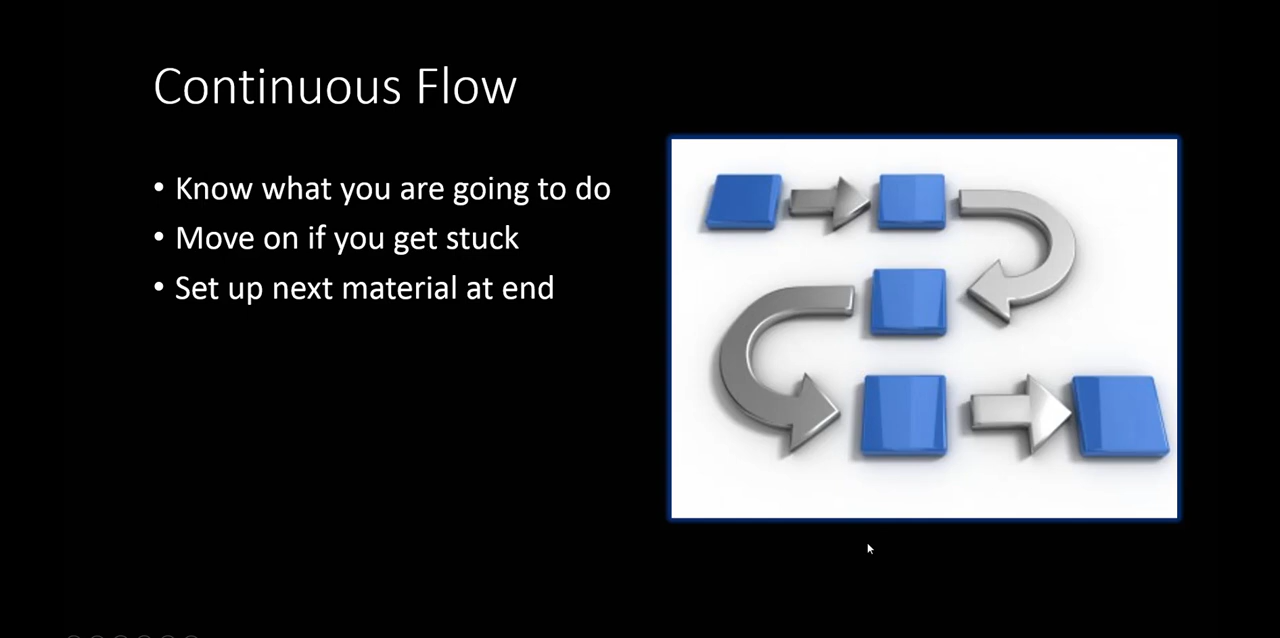 Continuous Flow
• Know what you are going to do
• Move on if you get stuck
• Set up next material at end